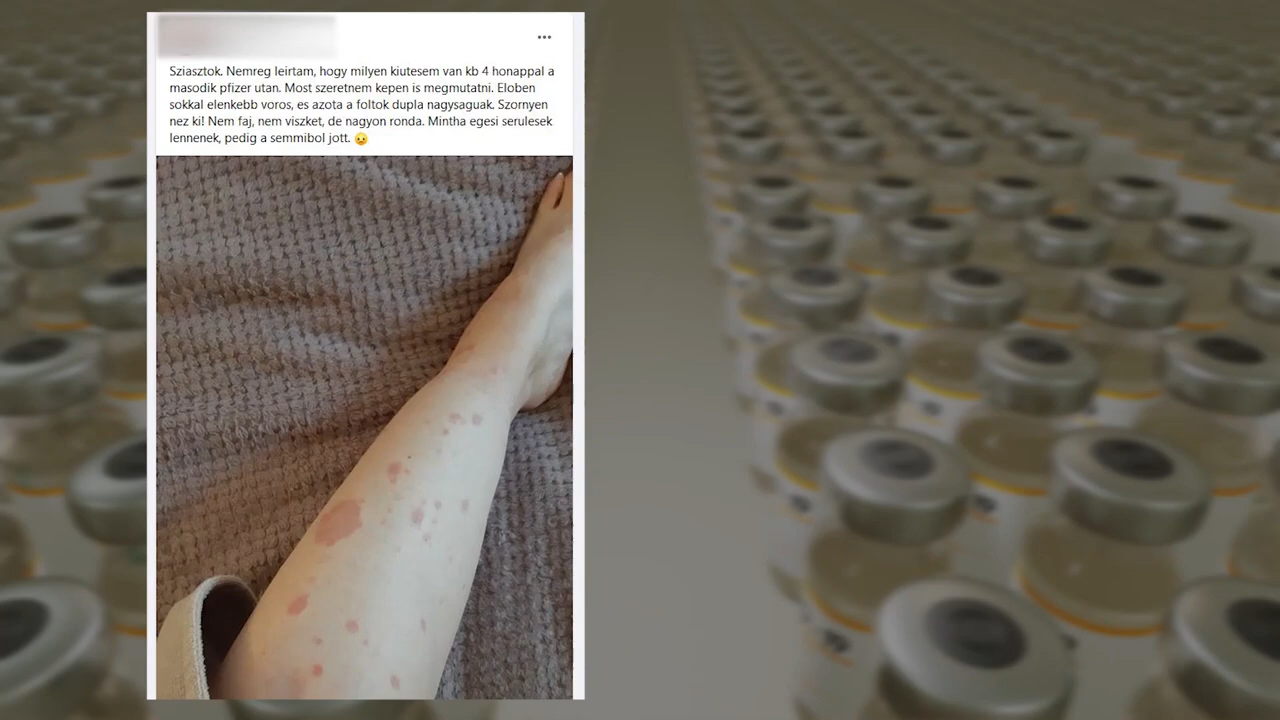 Sziasztok. Nemreg leirtam, hogy milyen kiutesem van kb 4 honappal a
masodik pfizer utan. Most szeretnem kepen is megmutatni. Eloben
sokkal elenkebb voros, es azota a foltok dupla nagysaguak. Szornyen
nez ki! Nem faj, nem viszket, de nagyon ronda. Mintha egesi serulesek
lennenek, pedig a semmibol jott. 😖